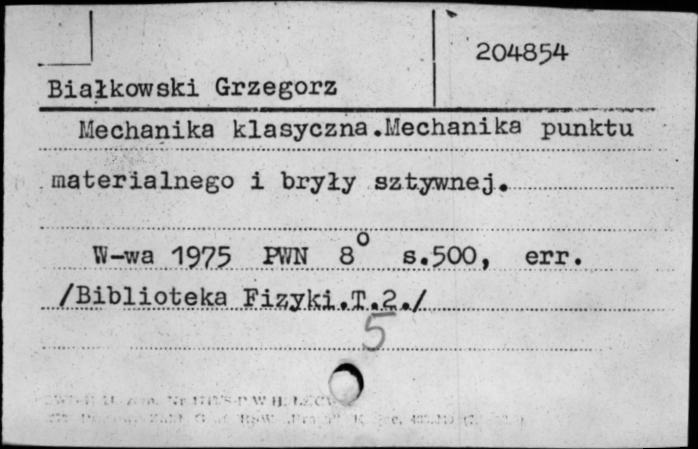 204854
Białkowski Grzegorz
Mechanika klasyczna.Mechanika punktu
materialnego i bryły sztywnej.
W-wa 1975 PWN 8° s.500, err.
/Biblioteka Fizyki.T.2./
5